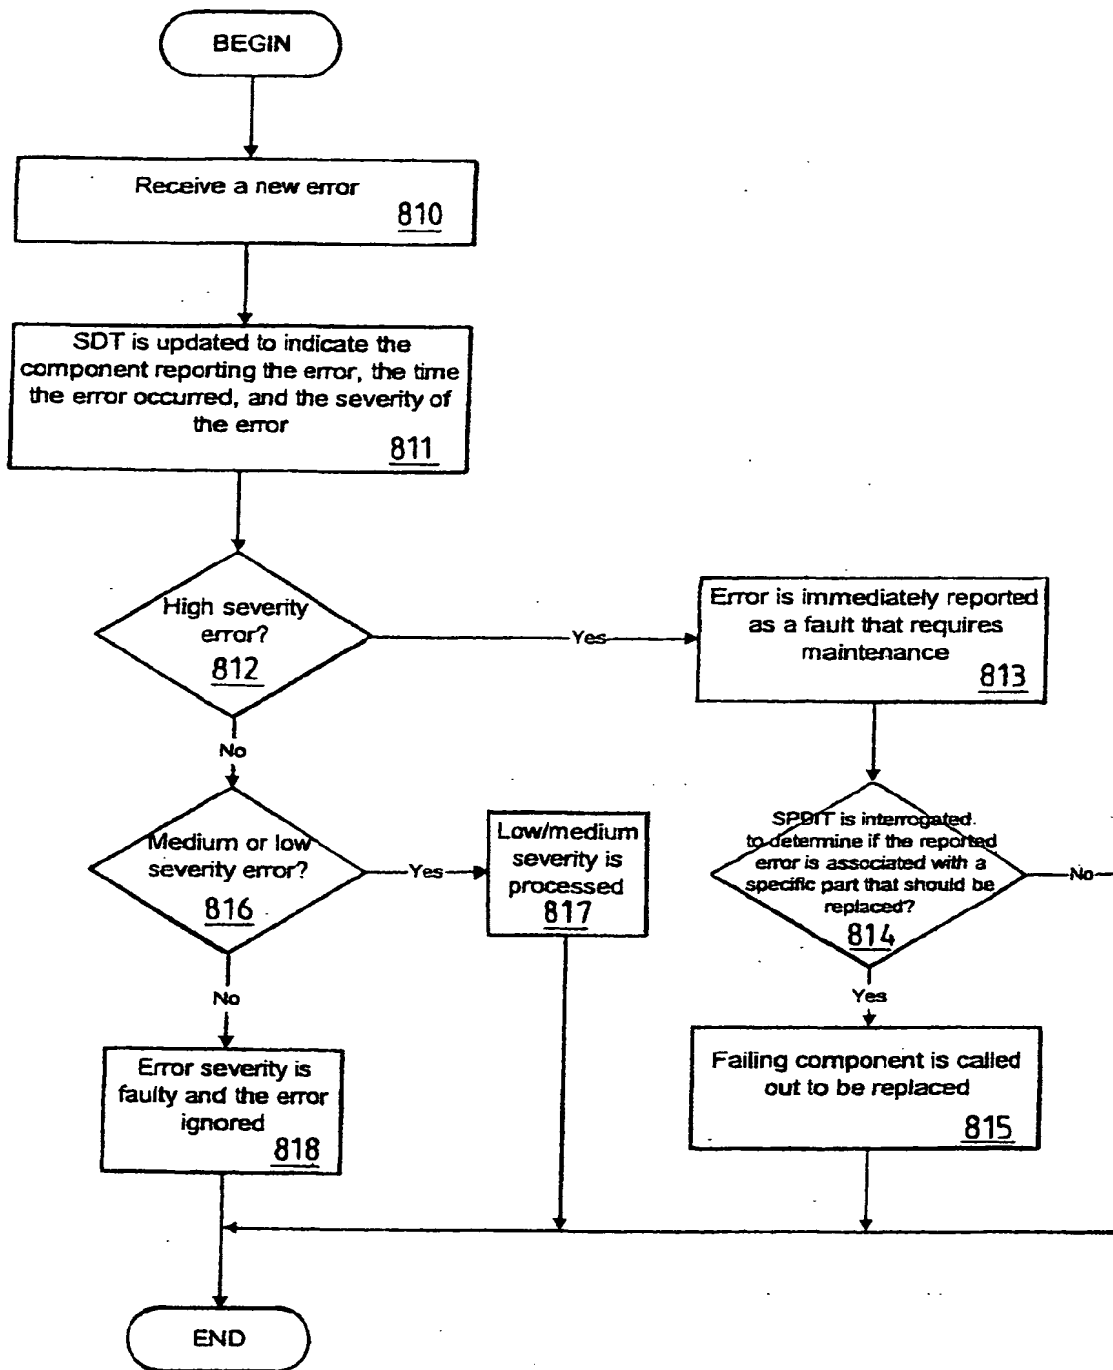 BEGIN
Receive a new error
810
SDT is updated to indicate the
component reporting the error, the time
the error occurred, and the severity of
the error
811
High severity
error?
812
Yes
Error is immediately reported
as a fault that requires
maintenance
813
No
Medium or low
severity error?
816
Yes
Low/medium
severity is
processed
817
SPDIT is interrogated
to determine if the reported
error is associated with a
specific part that should be
replaced?
814
No
Yes
No
Error severity is
faulty and the error
ignored
818
Failing component is called
out to be replaced
815
END